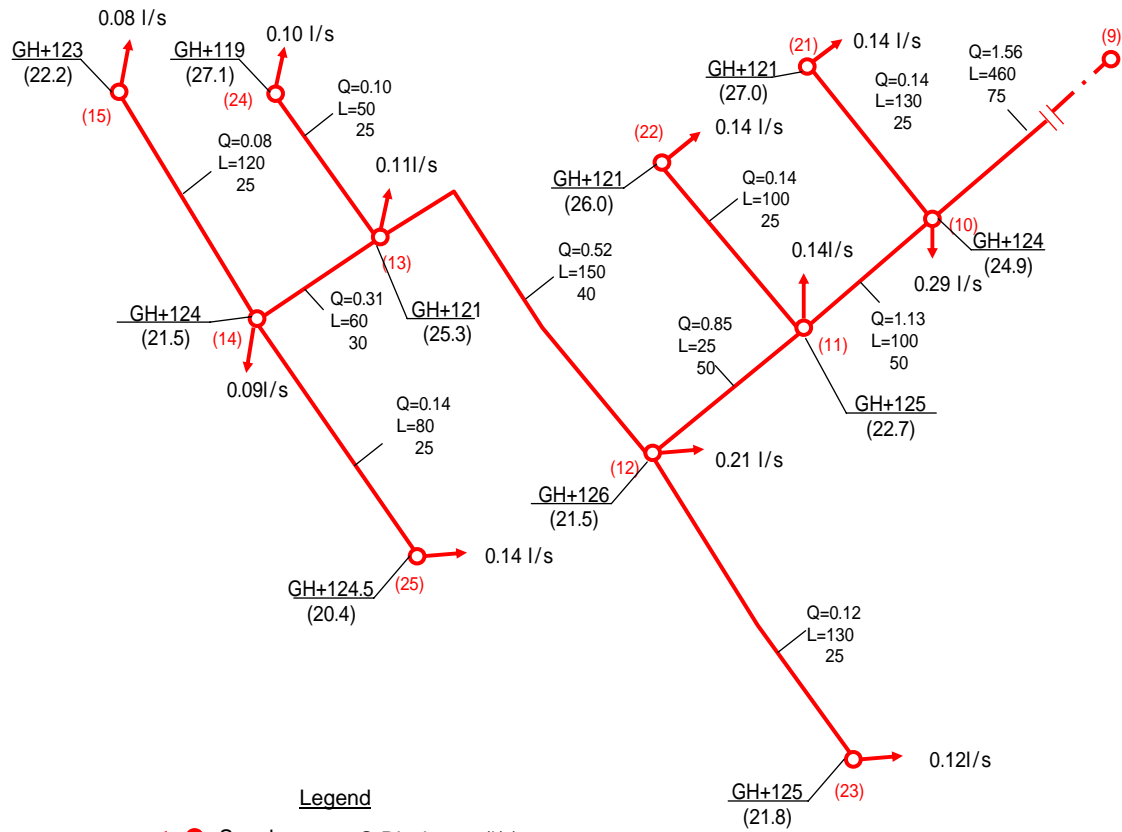 0.08 l/s
GH+123
(22.2)
(15)
0.10 l/s
GH+119
(27.1)
(24)
Q=0.10
L=50
25
Q=0.08
L=120
25
0.11l/s
(13)
GH+121
(25.3)
GH+124
(21.5)
(14)
0.09l/s
Q=0.31
L=60
30
Q=0.52
L=150
40
Q=0.14
L=80
25
0.14 l/s
GH+124.5
(20.4)
(25)
(21)
0.14 l/s
GH+121
(27.0)
Q=0.14
L=130
25
Q=1.56
L=460
75
(9)
(22)
0.14 l/s
GH+121
(26.0)
Q=0.14
L=100
25
(10)
GH+124
(24.9)
0.29 l/s
0.14l/s
(11)
Q=1.13
L=100
50
GH+125
(22.7)
Q=0.85
L=25
50
(12)
0.21 l/s
GH+126
(21.5)
Q=0.12
L=130
25
0.12l/s
GH+125
(21.8)
(23)
Legend